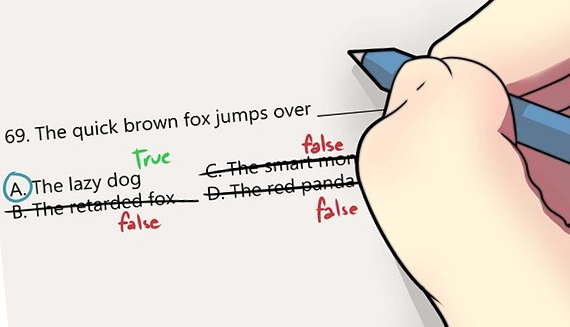 69. The quick brown fox jumps over ________
True
false
A. The lazy dog
C. The smart
B. The retarded fox
D. The red panda
false
false